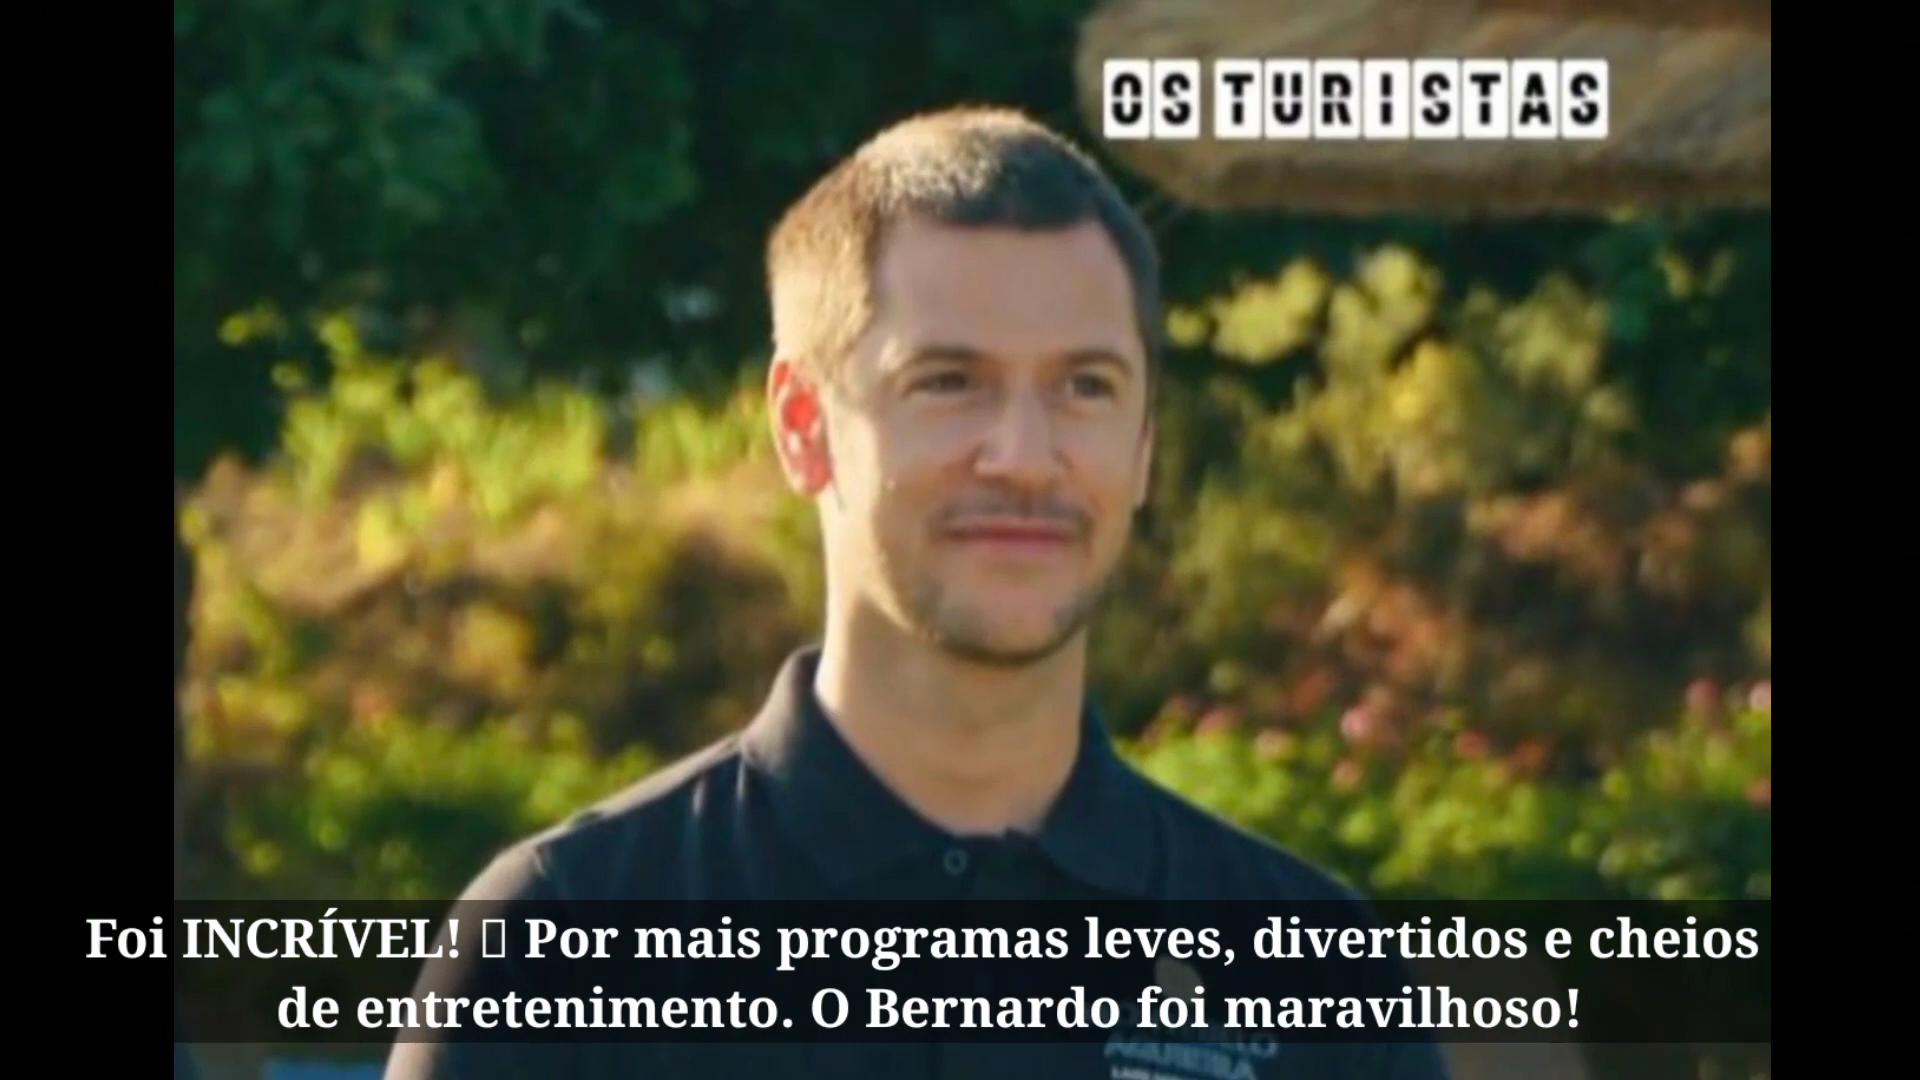 OS TURISTAS
Foi INCRÍVEL! ▯ Por mais programas leves, divertidos e cheios
de entretenimento. O Bernardo foi maravilhoso!